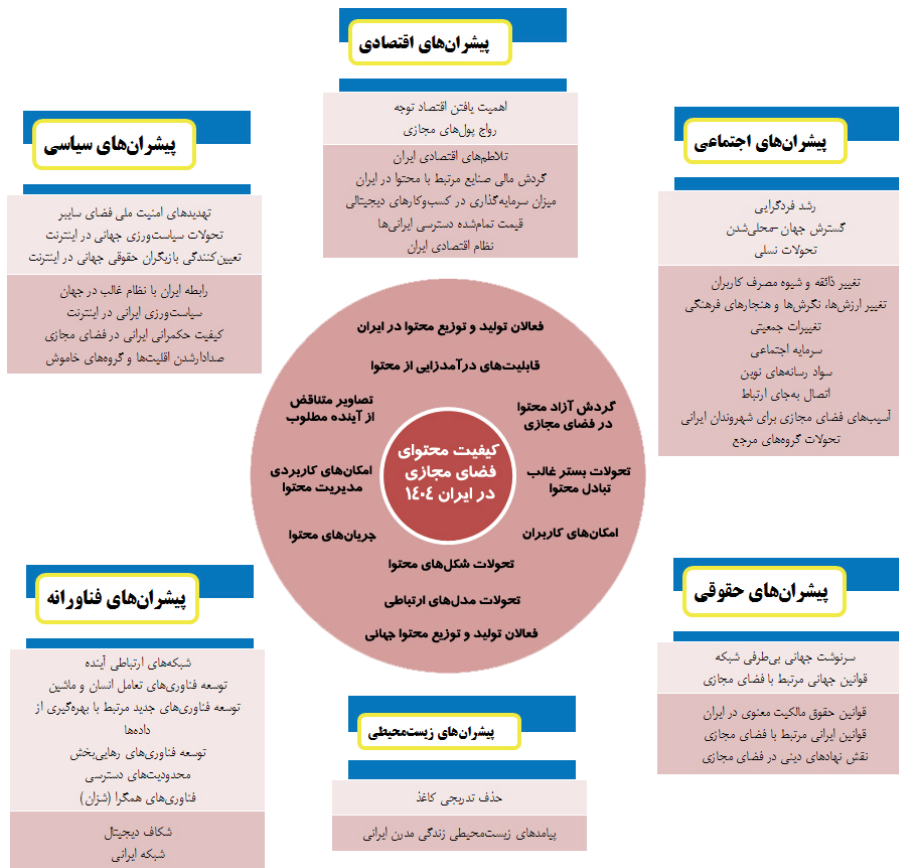 پیشران‌های اقتصادی
اهمیت یافتن اقتصاد توجه
رواج پول‌های مجازی
تلاطم‌های اقتصادی ایران
گردش مالی صنایع مرتبط با محتوا در ایران
میزان سرمایه‌گذاری در کسب‌وکارهای دیجیتالی
قیمت تمام‌شده دسترسی ایرانی‌ها
نظام اقتصادی ایران
پیشران‌های اجتماعی
رشد فردگرایی
گسترش جهان-محلی‌شدن
تحولات نسلی
تغییر ذائقه و شیوه مصرف کاربران
تغییر ارزش‌ها، نگرش‌ها و هنجارهای فرهنگی
تغییرات جمعیتی
سرمایه اجتماعی
سواد رسانه‌های نوین
اتصال به‌جای ارتباط
آسیب‌های فضای مجازی برای شهروندان ایرانی
تحولات گروه‌های مرجع
پیشران‌های سیاسی
تهدیدهای امنیت ملی فضای سایبر
تحولات سیاست‌ورزی جهانی در اینترنت
تعیین‌کنندگی بازیگران حقوقی جهانی در اینترنت
رابطه ایران با نظام غالب در جهان
سیاست‌ورزی ایرانی در اینترنت
کیفیت حکمرانی ایرانی در فضای مجازی
صدادارشدن اقلیت‌ها و گروه‌های خاموش
فعالان تولید و توزیع محتوا در ایران
قابلیت‌های درآمدزایی از محتوا
گردش آزاد محتوا
در فضای مجازی
تصاویر متناقض
از آینده مطلوب
کیفیت محتوای
فضای مجازی
در ایران ۱٤۰٤
تحولات بستر غالب
تبادل محتوا
امکان‌های کاربردی
مدیریت محتوا
امکان‌های کاربران
جریان‌های محتوا
تحولات شکل‌های محتوا
تحولات مدل‌های ارتباطی
فعالان تولید و توزیع محتوا جهانی
پیشران‌های حقوقی
سرنوشت جهانی بی‌طرفی شبکه
قوانین جهانی مرتبط با فضای مجازی
قوانین حقوق مالکیت معنوی در ایران
قوانین ایرانی مرتبط با فضای مجازی
نقش نهادهای دینی در فضای مجازی
پیشران‌های زیست‌محیطی
حذف تدریجی کاغذ
پیامدهای زیست‌محیطی زندگی مدرن ایرانی
پیشران‌های فناورانه
شبکه‌های ارتباطی آینده
توسعه فناوری‌های تعامل انسان و ماشین
توسعه فناوری‌های جدید مرتبط با بهره‌گیری از
داده‌ها
توسعه فناوری‌های رهایی‌بخش
محدودیت‌های دسترسی
فناوری‌های همگرا (شزان)
شکاف دیجیتال
شبکه ایرانی